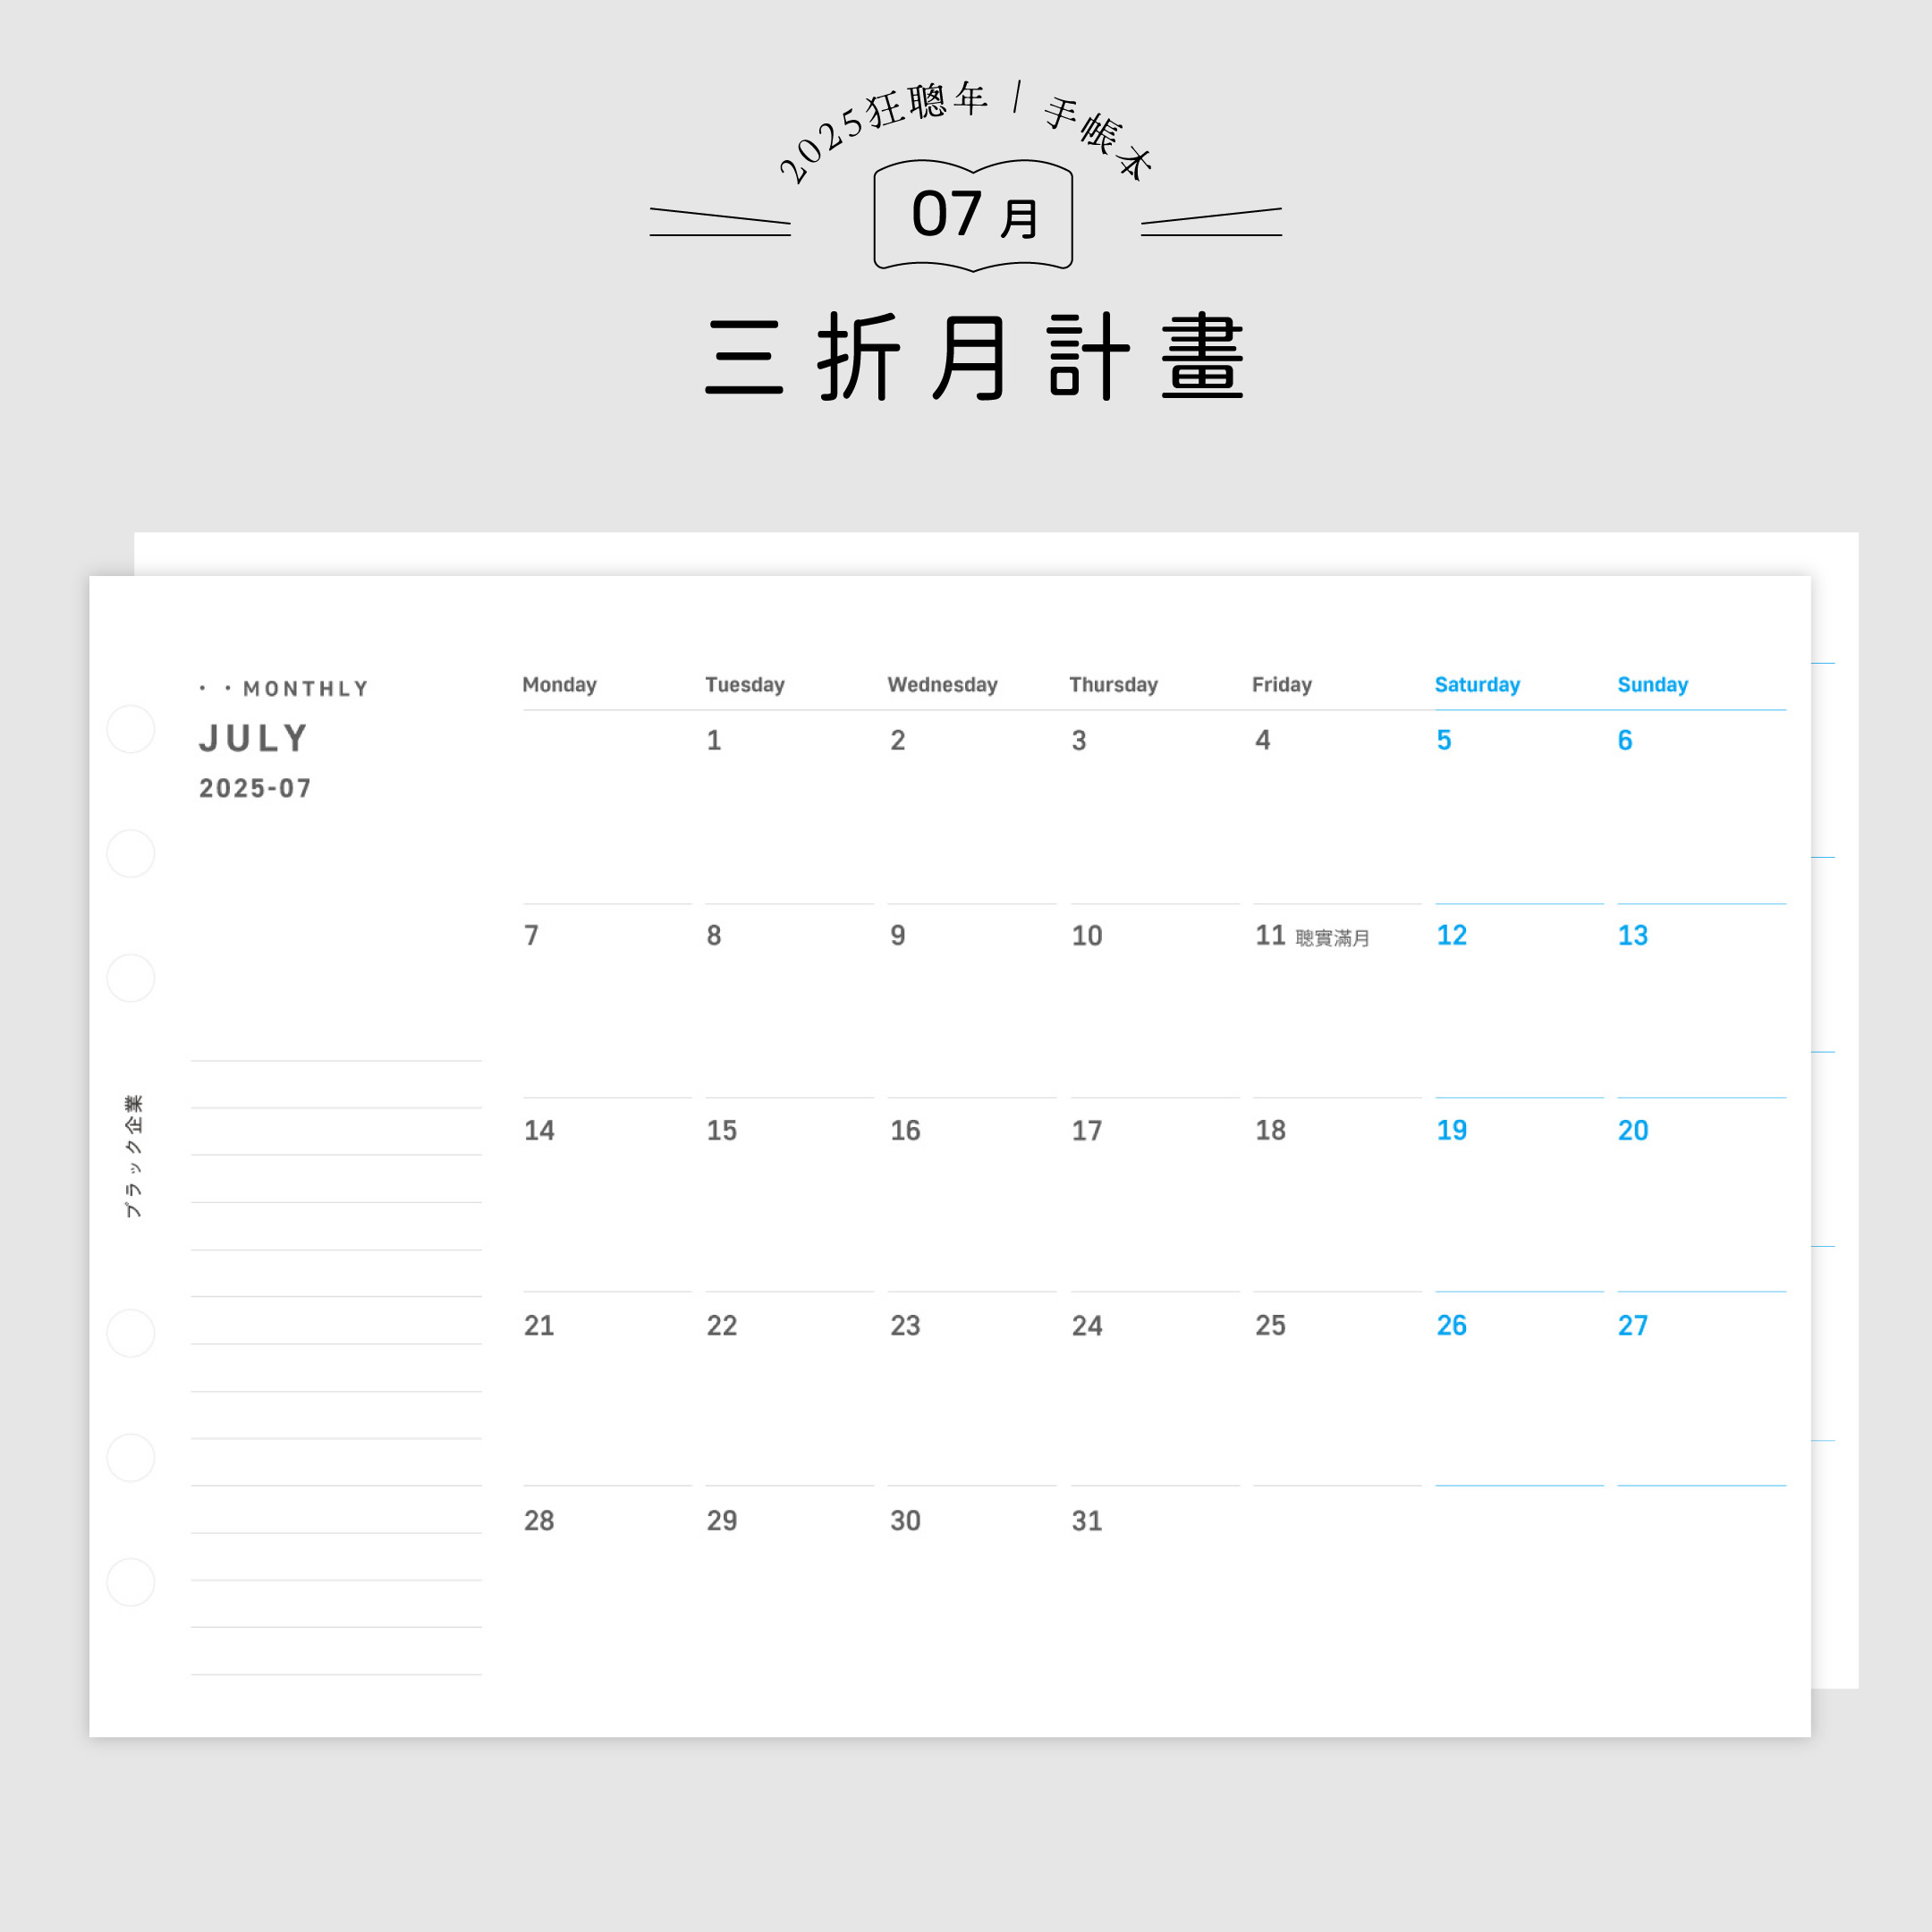 2025狂聰年 / 手帳本
07 月
三折月計畫
・ ・MONTHLY
JULY
2025-07
プラック企業
Monday Tuesday Wednesday Thursday Friday Saturday Sunday
1 2 3 4 5 6
7 8 9 10 11 聰實滿月 12 13
14 15 16 17 18 19 20
21 22 23 24 25 26 27
28 29 30 31